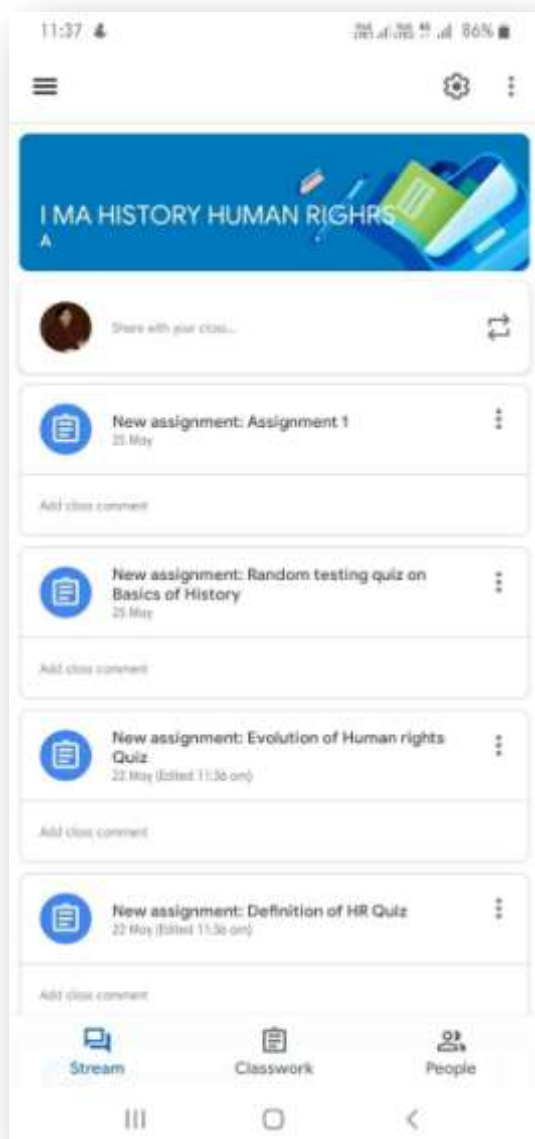 11:37 86%
I MA HISTORY HUMAN RIGHRS
A
Share with your class...
New assignment: Assignment 1
25 May
Add class comment
New assignment: Random testing quiz on
Basics of History
25 May
Add class comment
New assignment: Evolution of Human rights
Quiz
22 May (Edited 11:36 am)
Add class comment
New assignment: Definition of HR Quiz
22 May (Edited 11:36 am)
Add class comment
Stream Classwork People